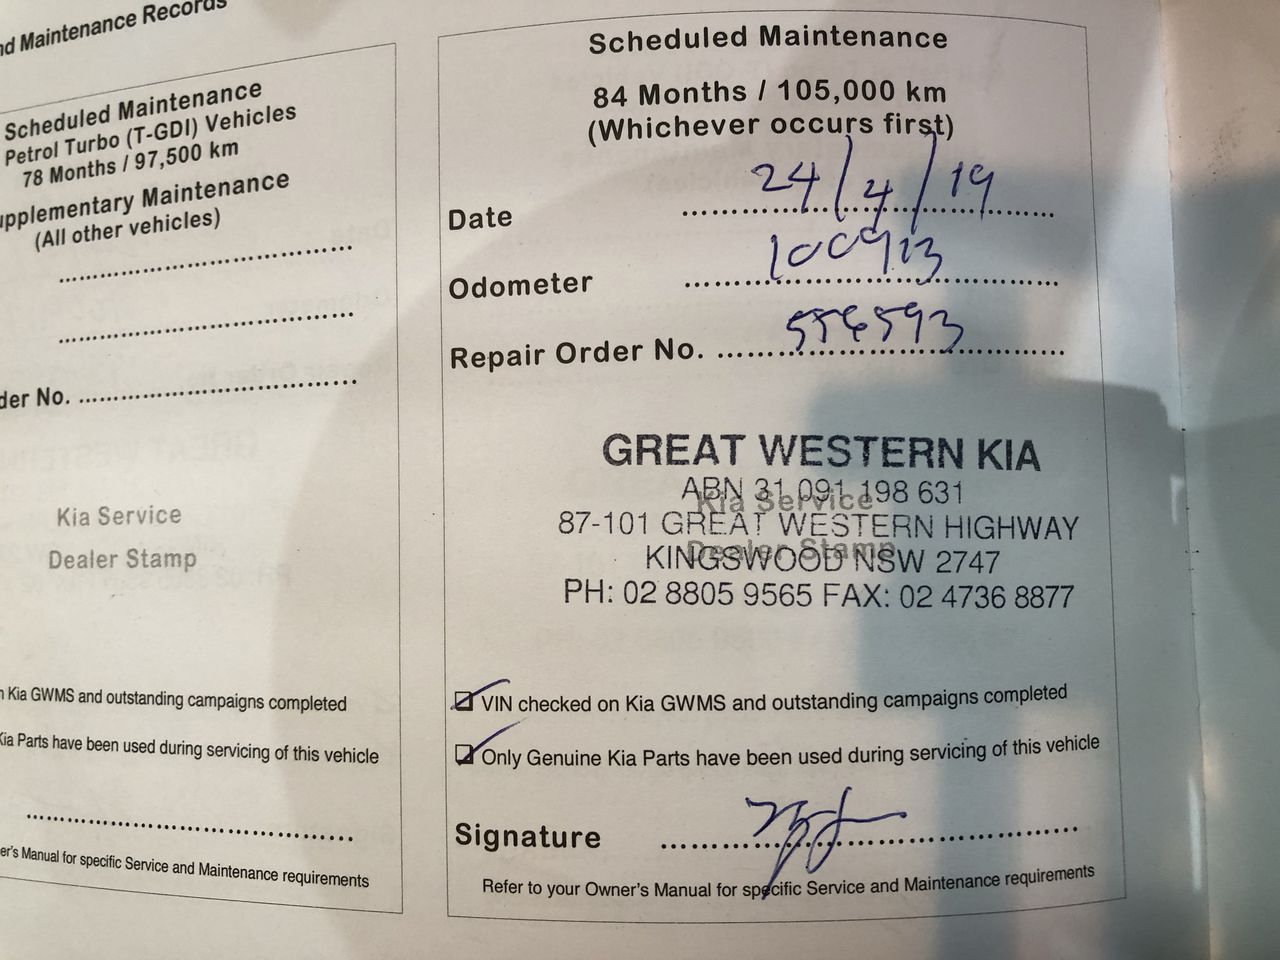 nd Maintenance Records
Scheduled Maintenance
Petrol Turbo (T-GDI) Vehicles
78 Months / 97,500 km
upplementary Maintenance
(All other vehicles)
der No. ........................................
Kia Service
Dealer Stamp
n Kia GWMS and outstanding campaigns completed
Kia Parts have been used during servicing of this vehicle
er's Manual for specific Service and Maintenance requirements
Scheduled Maintenance
84 Months / 105,000 km
(Whichever occurs first)
Date 24/4/19
Odometer 100913
Repair Order No. 556593
GREAT WESTERN KIA
ABN 31 091 198 631
Kia Service
87-101 GREAT WESTERN HIGHWAY
Dealer Stamp
KINGSWOOD NSW 2747
PH: 02 8805 9565 FAX: 02 4736 8877
VIN checked on Kia GWMS and outstanding campaigns completed
Only Genuine Kia Parts have been used during servicing of this vehicle
Signature
Refer to your Owner's Manual for specific Service and Maintenance requirements